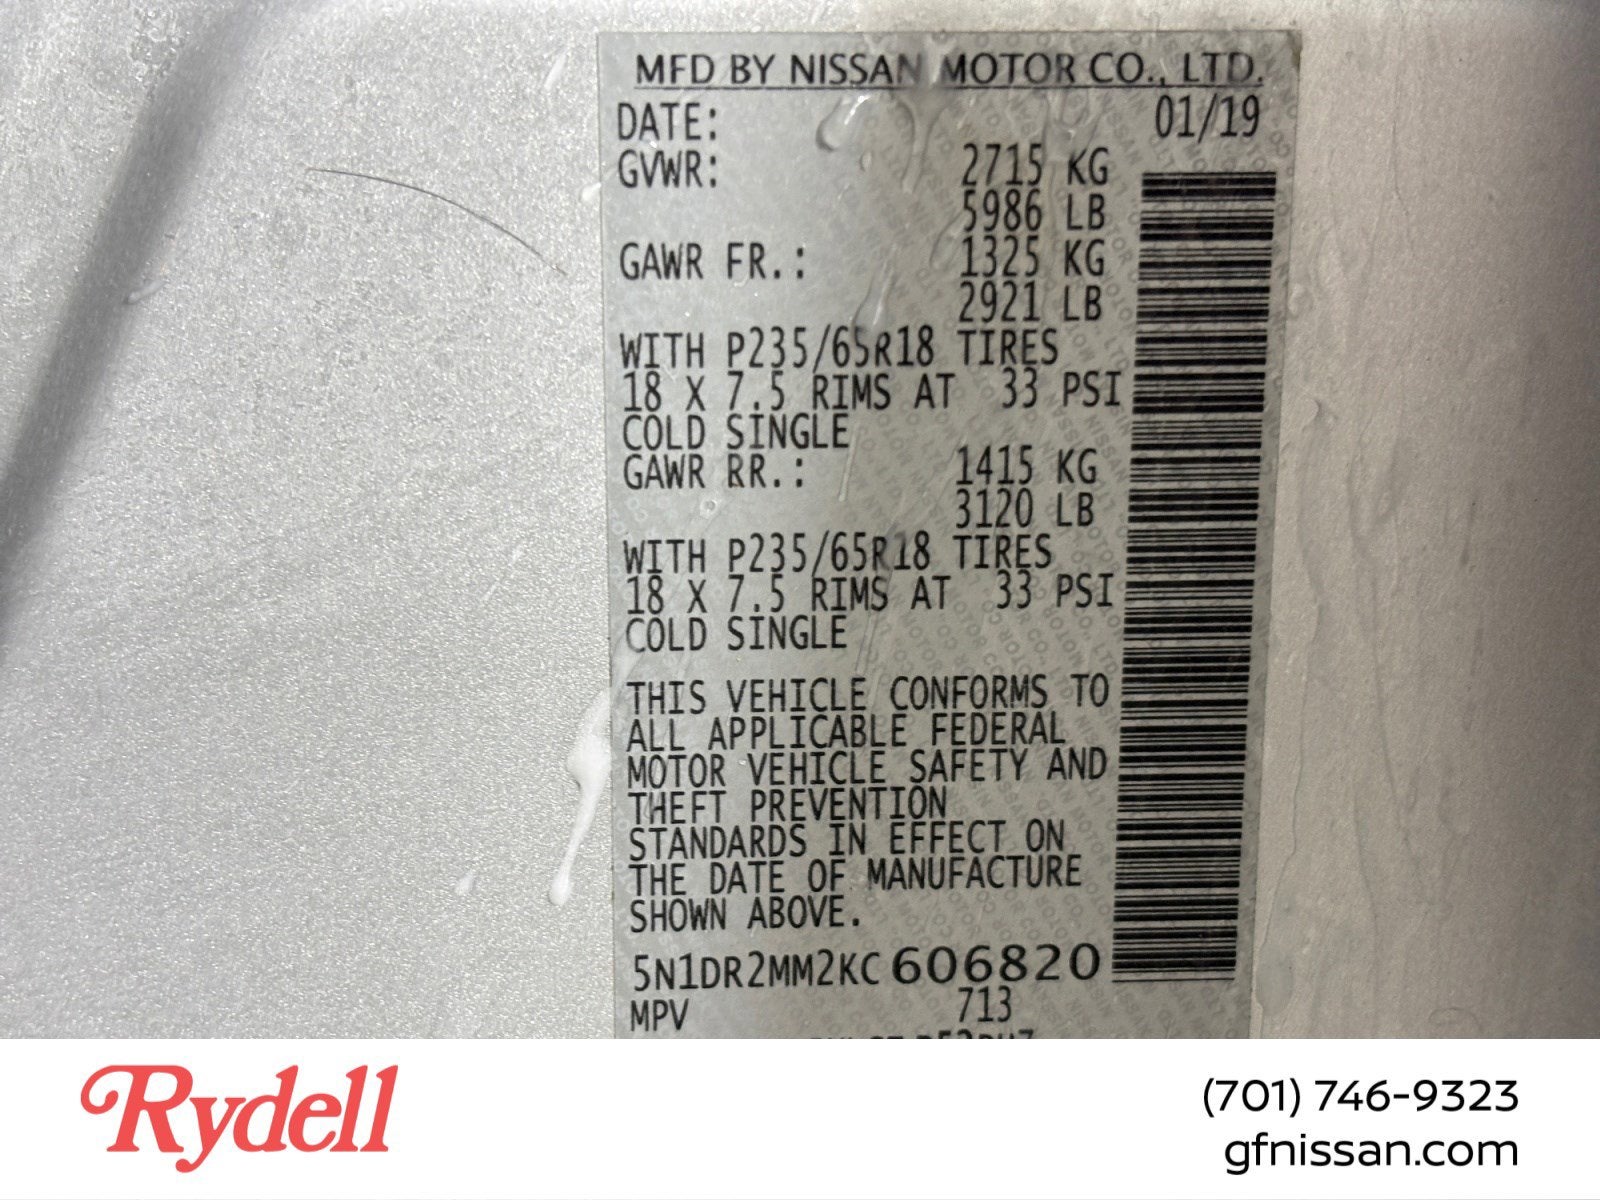 MFD BY NISSAN MOTOR CO., LTD.
DATE: 01/19
GVWR: 2715 KG
5986 LB
GAWR FR.: 1325 KG
2921 LB
WITH P235/65R18 TIRES
18 X 7.5 RIMS AT 33 PSI
COLD SINGLE
GAWR RR.: 1415 KG
3120 LB
WITH P235/65R18 TIRES
18 X 7.5 RIMS AT 33 PSI
COLD SINGLE
THIS VEHICLE CONFORMS TO
ALL APPLICABLE FEDERAL
MOTOR VEHICLE SAFETY AND
THEFT PREVENTION
STANDARDS IN EFFECT ON
THE DATE OF MANUFACTURE
SHOWN ABOVE.
5N1DR2MM2KC606820
MPV 713
Rydell
(701) 746-9323
gfnissan.com